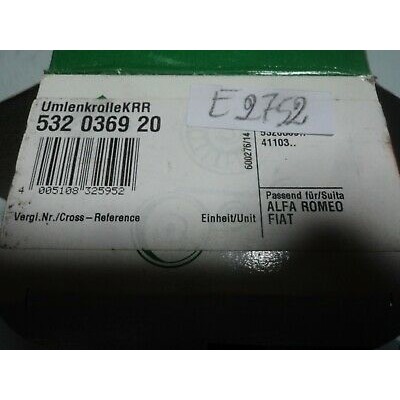 UmlenkrolleKRR
532 0369 20
E2752
600276/14
41103..
4 005108 325952
Vergl.Nr./Cross-Reference
Einheit/Unit
Passend für/Suita
ALFA ROMEO
FIAT